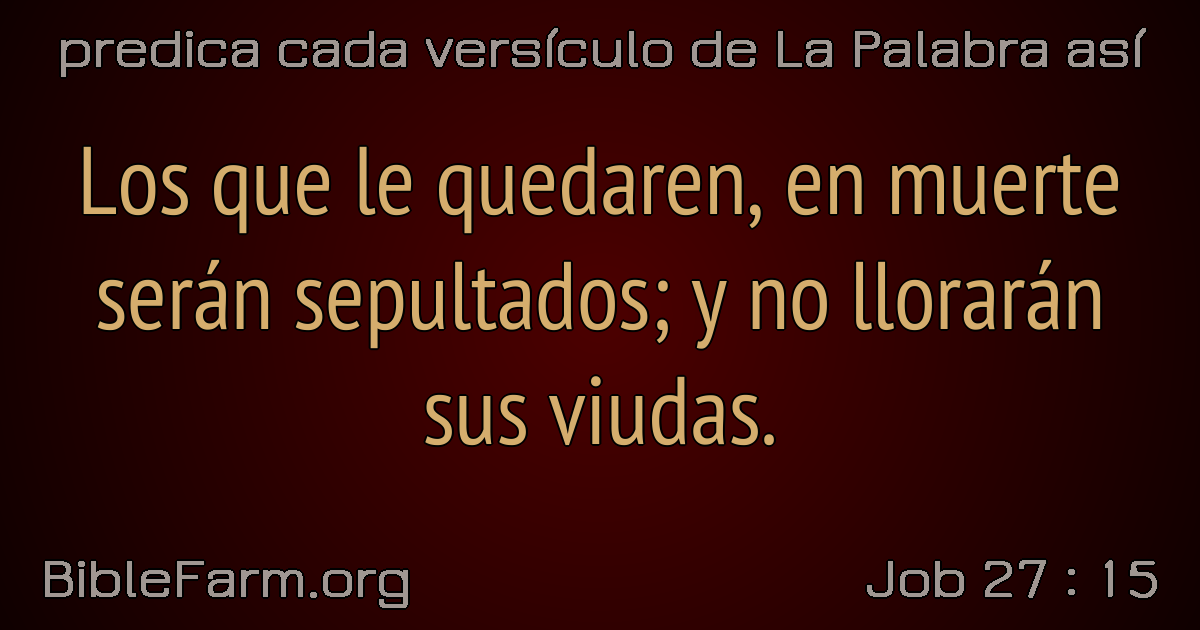 predica cada versículo de La Palabra así
Los que le quedaren, en muerte
serán sepultados; y no llorarán
sus viudas.
BibleFarm.org
Job 27 : 15